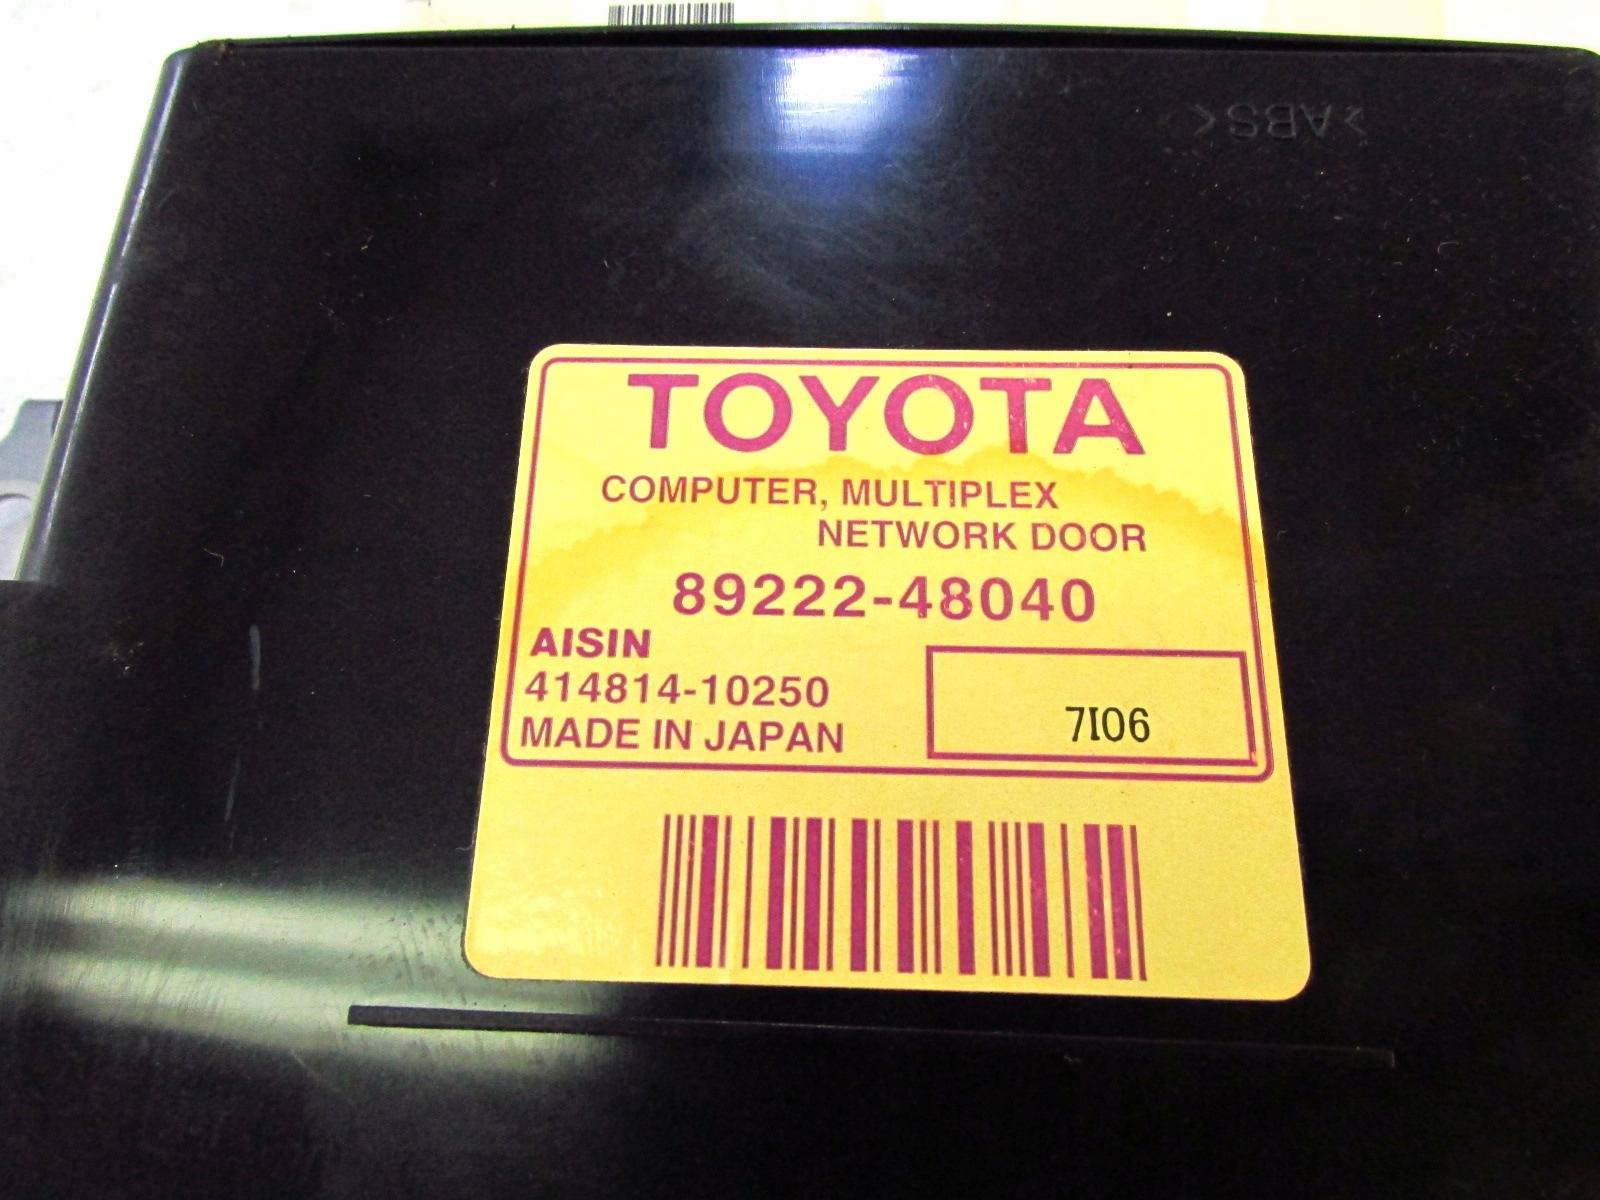 >ABS<
TOYOTA
COMPUTER, MULTIPLEX
NETWORK DOOR
89222-48040
AISIN
414814-10250
MADE IN JAPAN
7I06